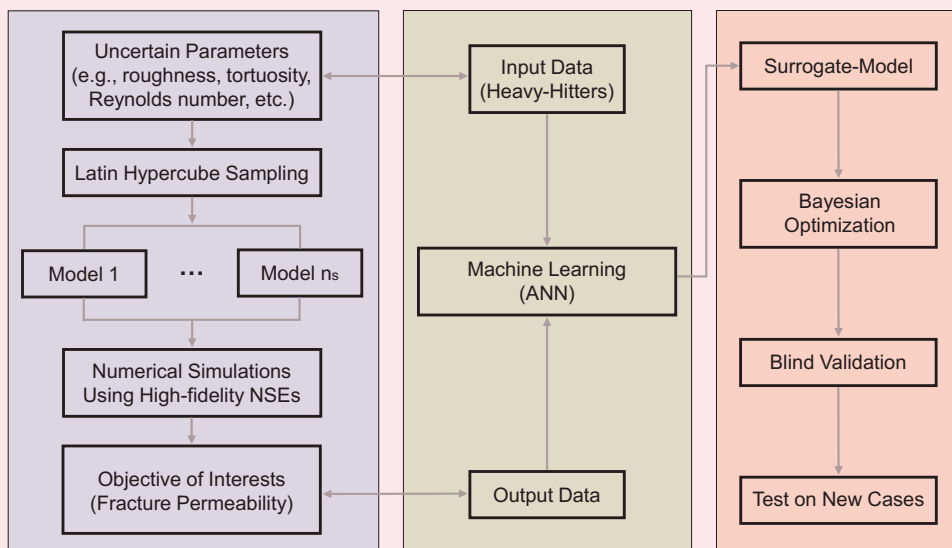 Uncertain Parameters
(e.g., roughness, tortuosity,
Reynolds number, etc.)
Latin Hypercube Sampling
Model 1
...
Model ns
Numerical Simulations
Using High-fidelity NSEs
Objective of Interests
(Fracture Permeability)
Input Data
(Heavy-Hitters)
Machine Learning
(ANN)
Output Data
Surrogate-Model
Bayesian
Optimization
Blind Validation
Test on New Cases